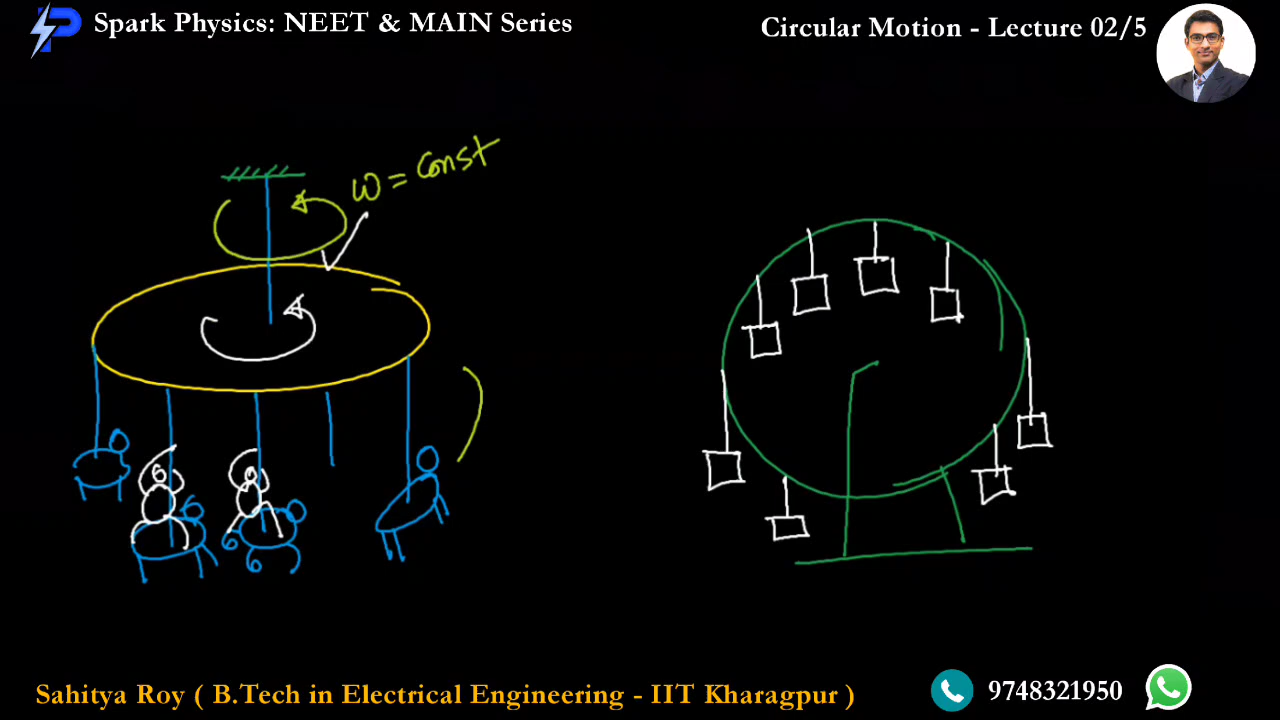 Spark Physics: NEET & MAIN Series
Circular Motion - Lecture 02/5
ω = const
Sahitya Roy ( B.Tech in Electrical Engineering - IIT Kharagpur )
9748321950